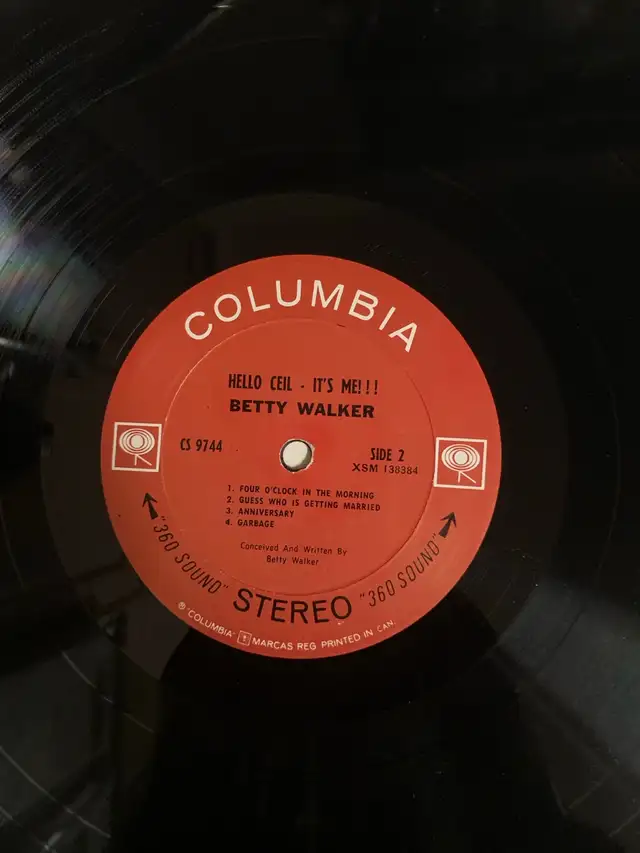 COLUMBIA
HELLO CEIL - IT'S ME!!!
BETTY WALKER
CS 9744
SIDE 2
XSM 138384
1. FOUR O'CLOCK IN THE MORNING
2. GUESS WHO IS GETTING MARRIED
3. ANNIVERSARY
4. GARBAGE
Conceived And Written By
Betty Walker
"360 SOUND" STEREO "360 SOUND"
® "COLUMBIA" MARCAS REG PRINTED IN CAN.